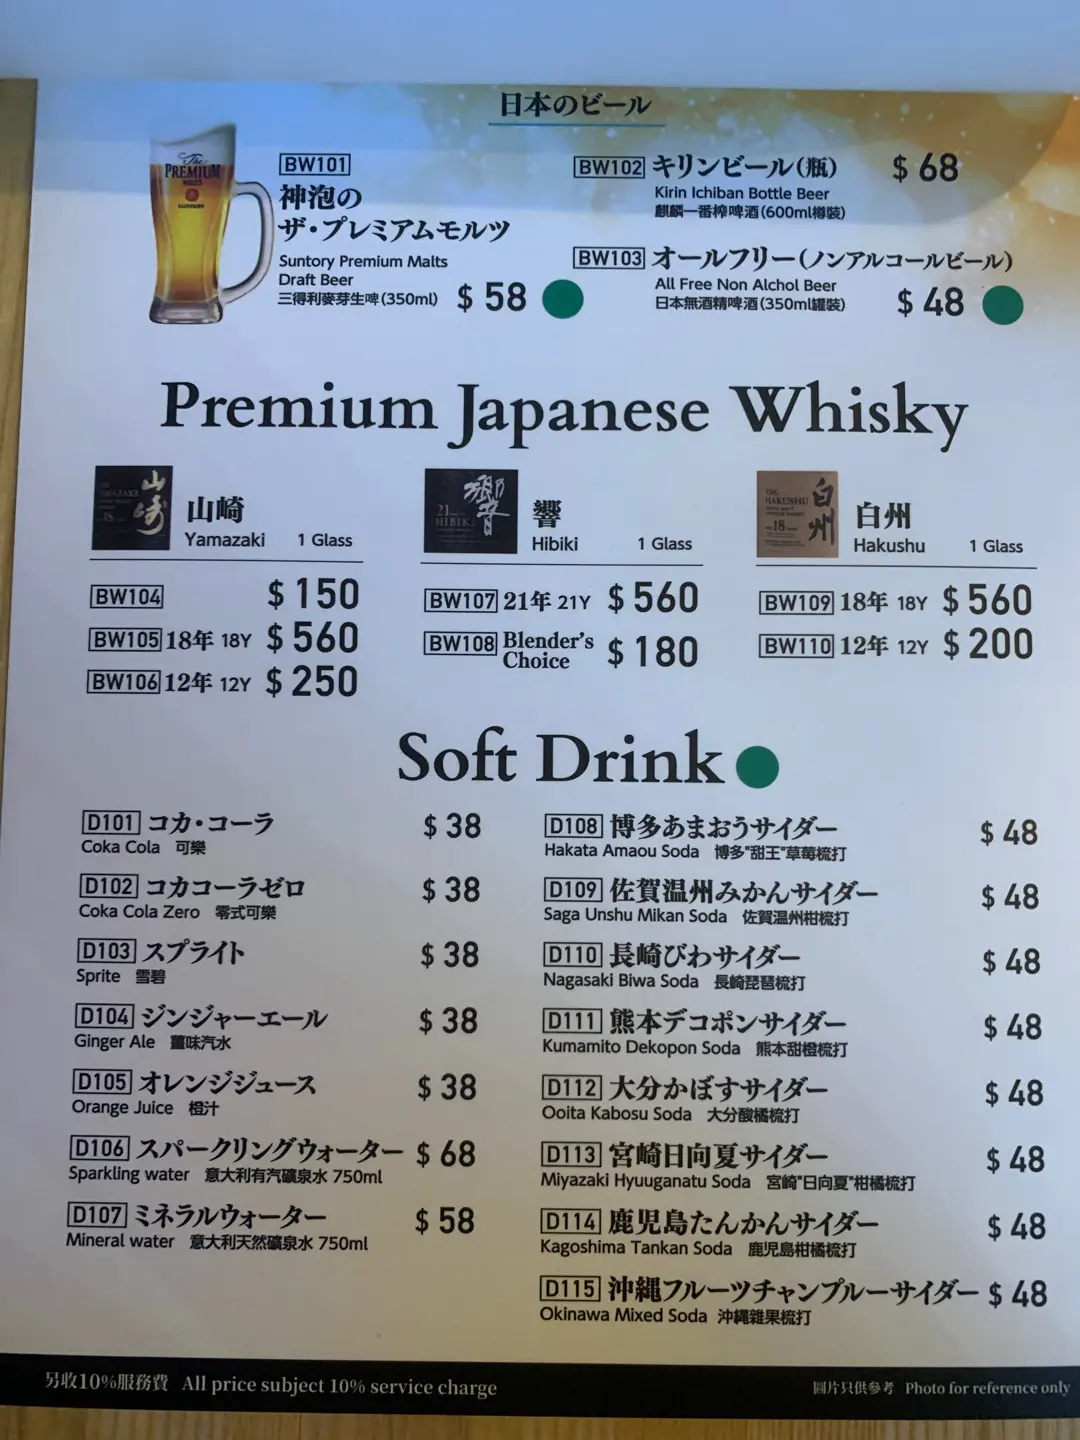 日本のビール
The
PREMIUM
MALT'S
SUNTORY
BW101
神泡の
ザ・プレミアムモルツ
Suntory Premium Malts
Draft Beer
三得利麥芽生啤(350ml) $ 58
BW102 キリンビール(瓶) $ 68
Kirin Ichiban Bottle Beer
麒麟一番榨啤酒(600ml樽裝)
BW103 オールフリー(ノンアルコールビール)
All Free Non Alchol Beer
日本無酒精啤酒(350ml罐裝) $ 48
Premium Japanese Whisky
THE
YAMAZAKI
18
山崎
山崎
Yamazaki 1 Glass
BW104 $ 150
BW105 18年 18Y $ 560
BW106 12年 12Y $ 250
響
21
HIBIKI
響
Hibiki 1 Glass
BW107 21年 21Y $ 560
BW108 Blender's
Choice $ 180
THE
HAKUSHU
18
白州
白州
Hakushu 1 Glass
BW109 18年 18Y $ 560
BW110 12年 12Y $ 200
Soft Drink
D101 コカ・コーラ $ 38
Coka Cola 可樂
D102 コカコーラゼロ $ 38
Coka Cola Zero 零式可樂
D103 スプライト $ 38
Sprite 雪碧
D104 ジンジャーエール $ 38
Ginger Ale 薑味汽水
D105 オレンジジュース $ 38
Orange Juice 橙汁
D106 スパークリングウォーター $ 68
Sparkling water 意大利有汽礦泉水 750ml
D107 ミネラルウォーター $ 58
Mineral water 意大利天然礦泉水 750ml
D108 博多あまおうサイダー $ 48
Hakata Amaou Soda 博多"甜王"草莓梳打
D109 佐賀温州みかんサイダー $ 48
Saga Unshu Mikan Soda 佐賀溫州柑梳打
D110 長崎びわサイダー $ 48
Nagasaki Biwa Soda 長崎琵琶梳打
D111 熊本デコポンサイダー $ 48
Kumamito Dekopon Soda 熊本甜橙梳打
D112 大分かぼすサイダー $ 48
Ooita Kabosu Soda 大分酸橘梳打
D113 宮崎日向夏サイダー $ 48
Miyazaki Hyuuganatu Soda 宮崎"日向夏"柑橘梳打
D114 鹿児島たんかんサイダー $ 48
Kagoshima Tankan Soda 鹿児島柑橘梳打
D115 沖縄フルーツチャンプルーサイダー $ 48
Okinawa Mixed Soda 沖縄雜果梳打
另收10%服務費 All price subject 10% service charge
圖片只供參考 Photo for reference only